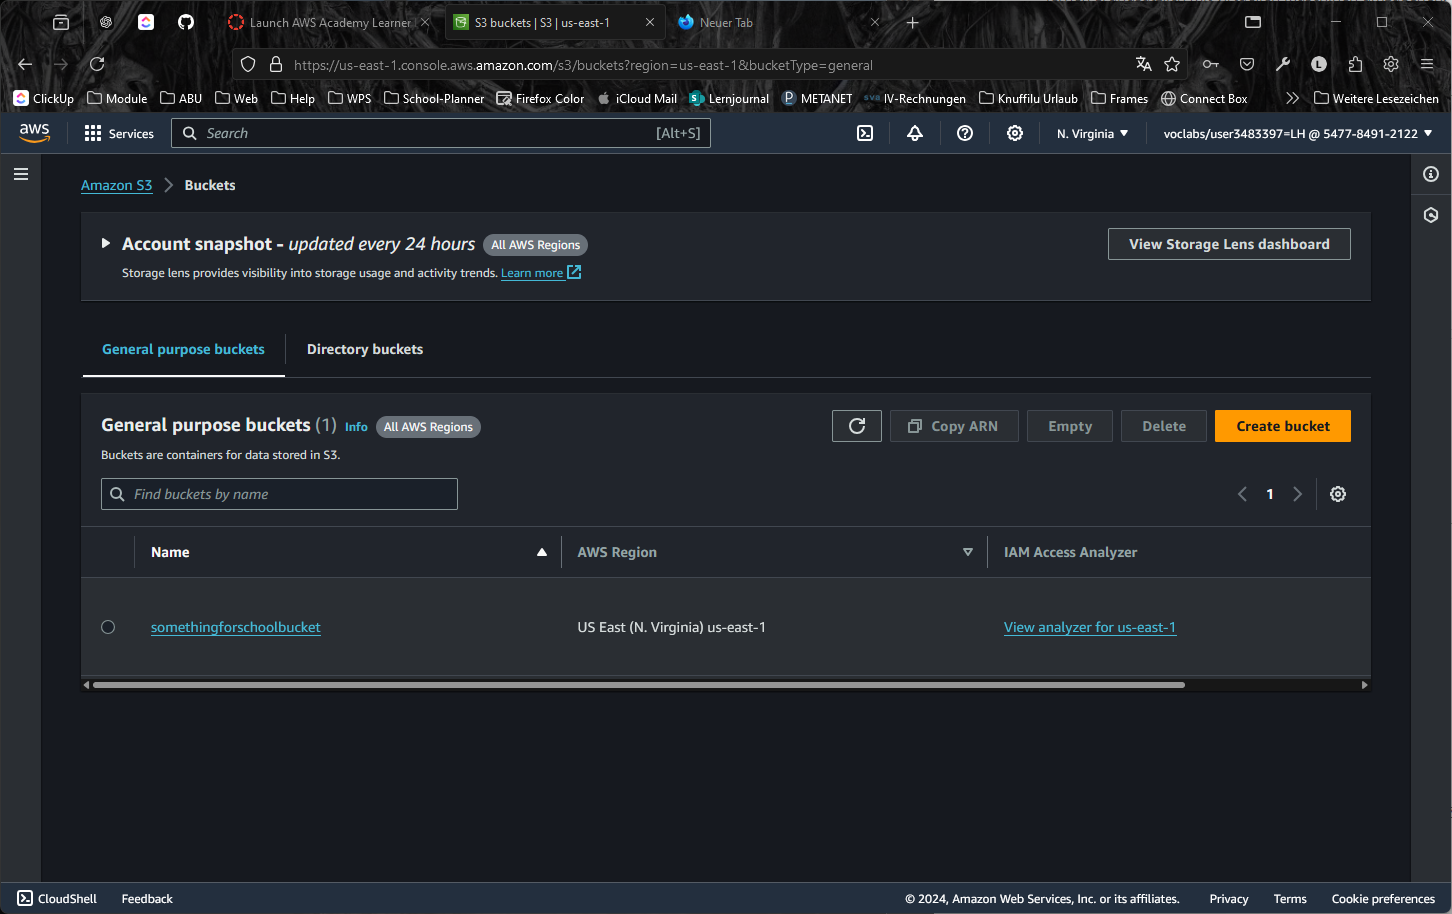 Launch AWS Academy Learner
S3 buckets | S3 | us-east-1
Neuer Tab
https://us-east-1.console.aws.amazon.com/s3/buckets?region=us-east-1&bucketType=general
ClickUp Module ABU Web Help WPS School-Planner Firefox Color iCloud Mail Lernjournal METANET IV-Rechnungen Knuffilu Urlaub Frames Connect Box Weitere Lesezeichen
aws Services Search [Alt+S] N. Virginia voclabs/user3483397=LH @ 5477-8491-2122
Amazon S3 Buckets
Account snapshot - updated every 24 hours All AWS Regions View Storage Lens dashboard
Storage lens provides visibility into storage usage and activity trends. Learn more
General purpose buckets Directory buckets
General purpose buckets (1) Info All AWS Regions Copy ARN Empty Delete Create bucket
Buckets are containers for data stored in S3.
Find buckets by name 1
Name AWS Region IAM Access Analyzer
somethingforschoolbucket US East (N. Virginia) us-east-1 View analyzer for us-east-1
CloudShell Feedback © 2024, Amazon Web Services, Inc. or its affiliates. Privacy Terms Cookie preferences